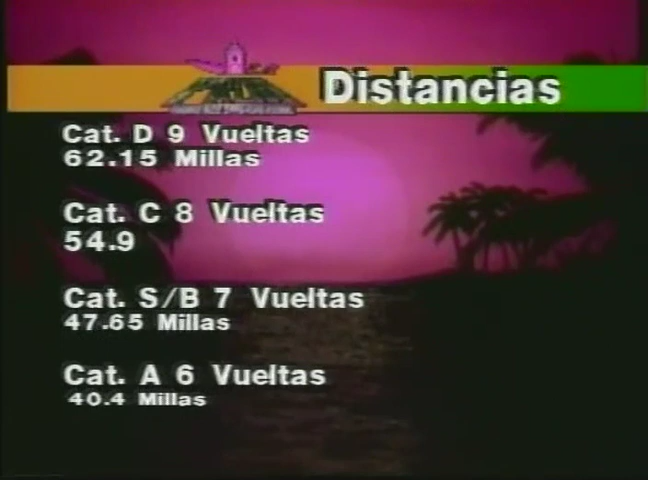 Distancias
Cat. D 9 Vueltas
62.15 Millas
Cat. C 8 Vueltas
54.9
Cat. S/B 7 Vueltas
47.65 Millas
Cat. A 6 Vueltas
40.4 Millas